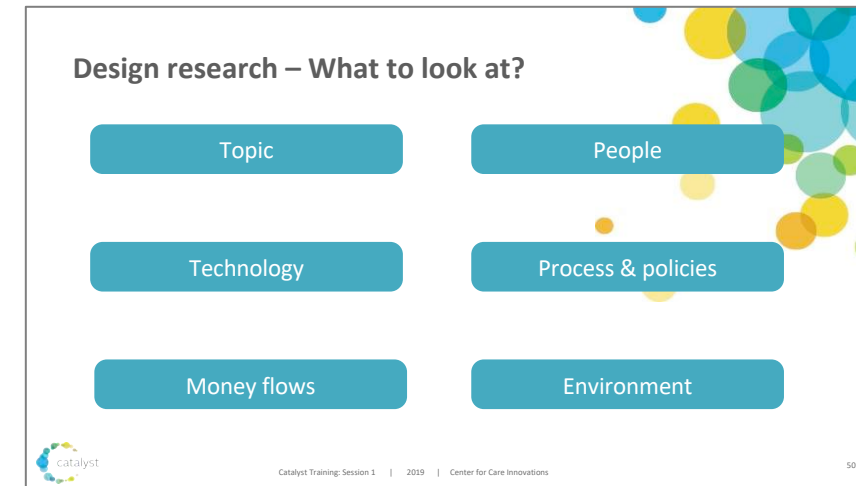 Design research – What to look at?
Topic
People
Technology
Process & policies
Money flows
Environment
catalyst
Catalyst Training: Session 1 | 2019 | Center for Care Innovations
50